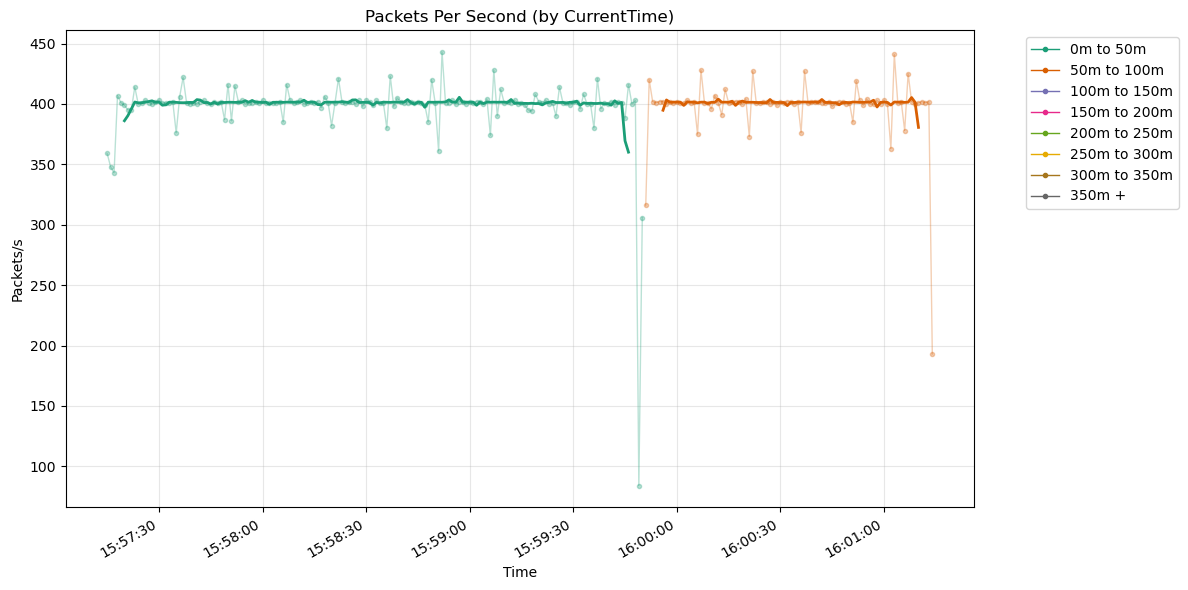 Packets Per Second (by CurrentTime)
450
400
350
300
250
200
150
100
Packets/s
15:57:30
15:58:00
15:58:30
15:59:00
15:59:30
16:00:00
16:00:30
16:01:00
Time
0m to 50m
50m to 100m
100m to 150m
150m to 200m
200m to 250m
250m to 300m
300m to 350m
350m +